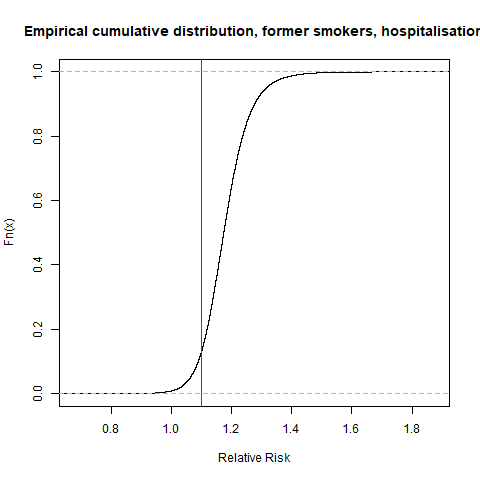 Empirical cumulative distribution, former smokers, hospitalisation
Fn(x)
1.0
0.8
0.6
0.4
0.2
0.0
0.8 1.0 1.2 1.4 1.6 1.8
Relative Risk